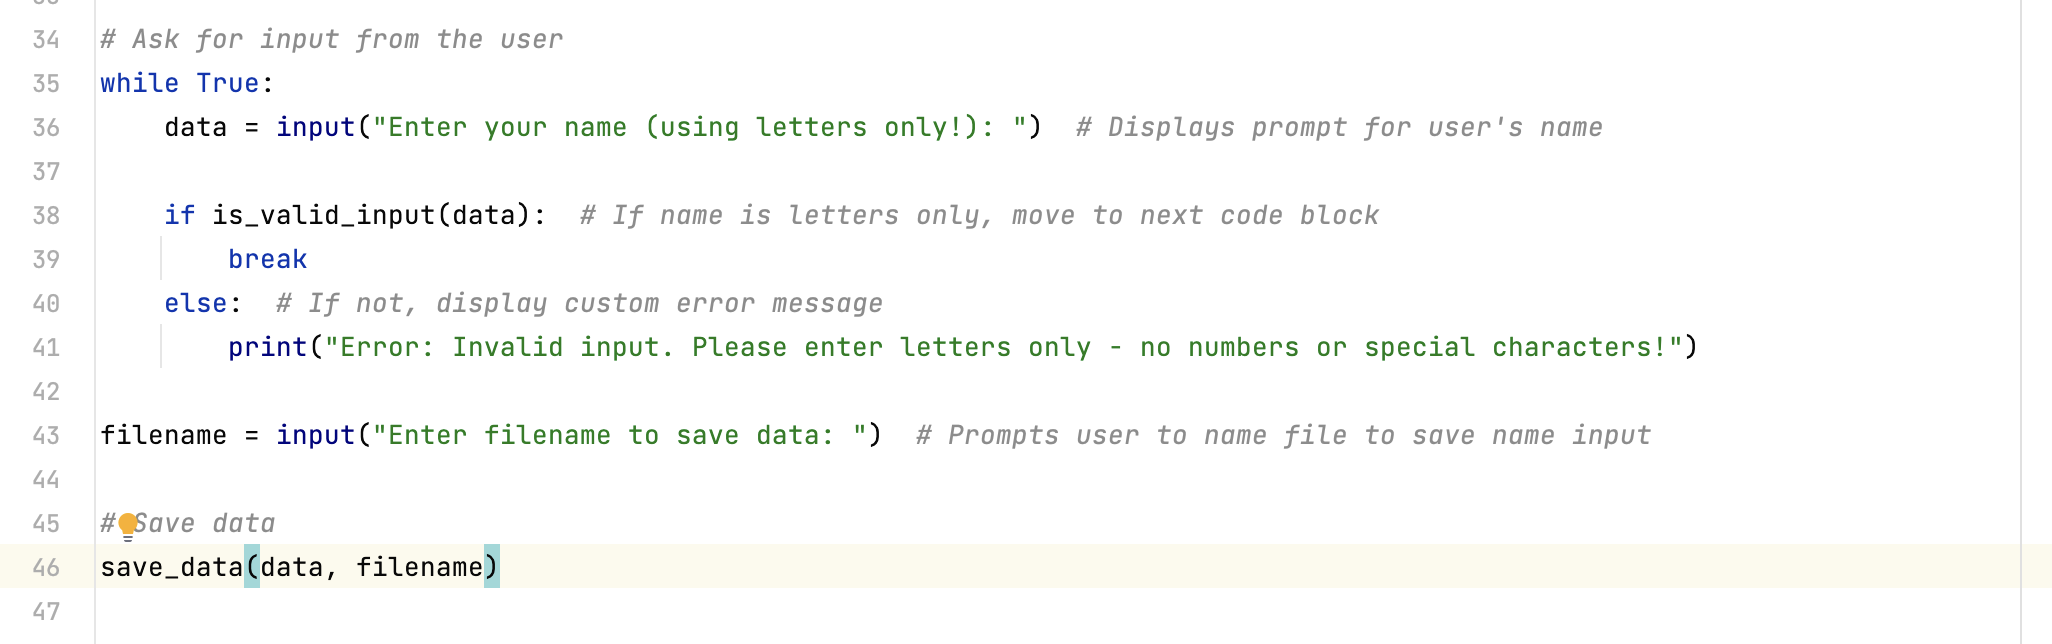 34 # Ask for input from the user
35 while True:
36     data = input("Enter your name (using letters only!): ")  # Displays prompt for user's name
37
38     if is_valid_input(data):  # If name is letters only, move to next code block
39         break
40     else:  # If not, display custom error message
41         print("Error: Invalid input. Please enter letters only - no numbers or special characters!")
42
43 filename = input("Enter filename to save data: ")  # Prompts user to name file to save name input
44
45 # Save data
46 save_data(data, filename)
47